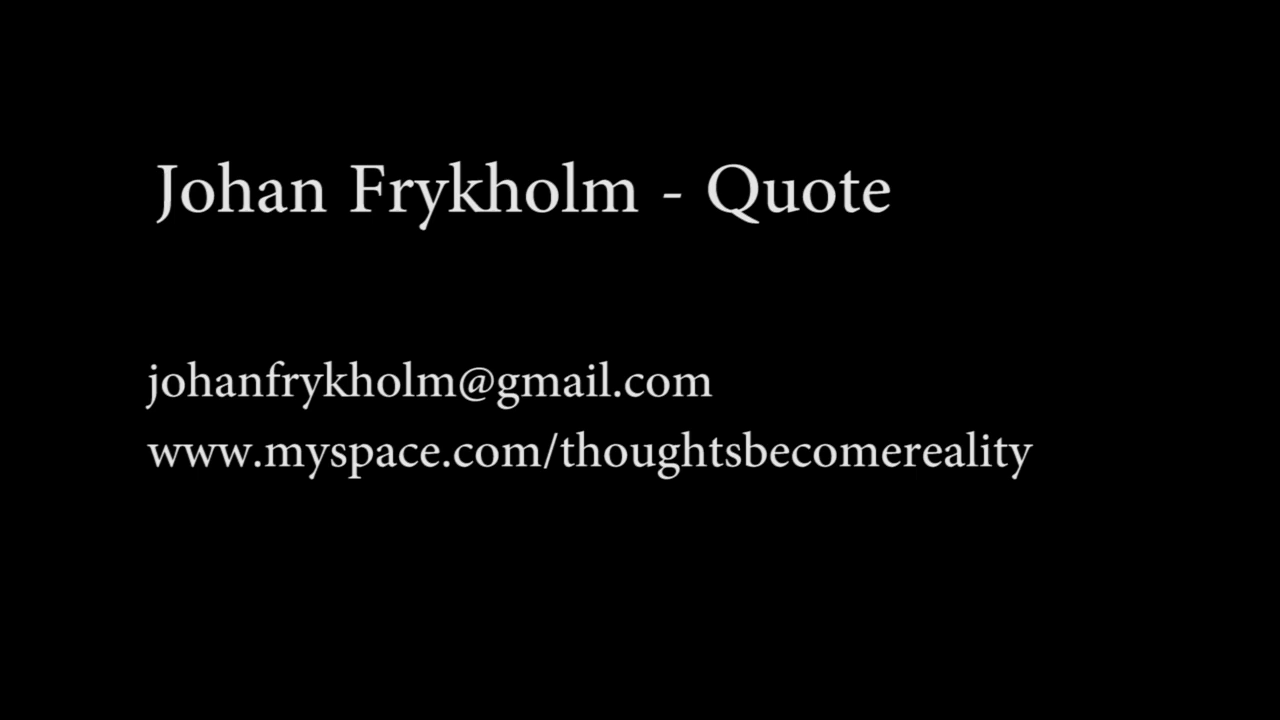 Johan Frykholm - Quote
johanfrykholm@gmail.com
www.myspace.com/thoughtsbecomereality